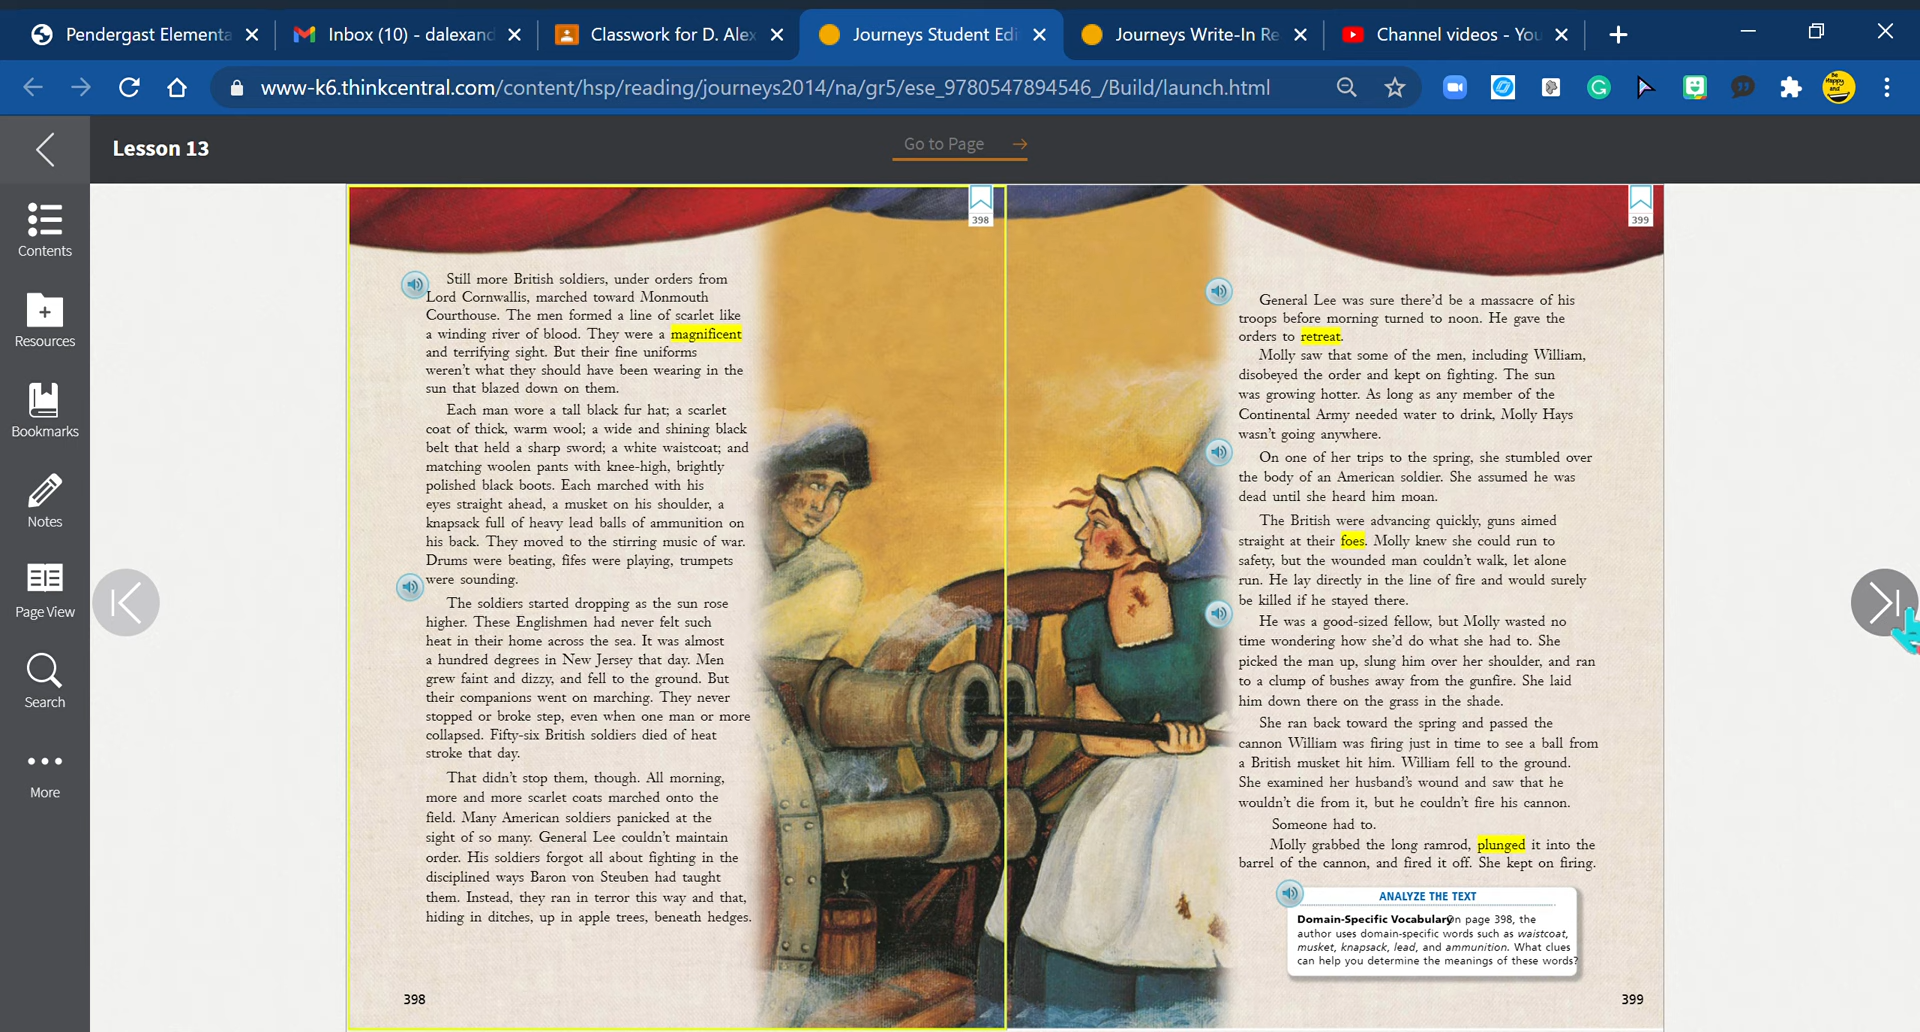 Pendergast Elementa
Inbox (10) - dalexand
Classwork for D. Alex
Journeys Student Edi
Journeys Write-In Re
Channel videos - You
www-k6.thinkcentral.com/content/hsp/reading/journeys2014/na/gr5/ese_9780547894546_/Build/launch.html
Lesson 13
Go to Page
Contents
Resources
Bookmarks
Notes
Page View
Search
More
398
Still more British soldiers, under orders from
Lord Cornwallis, marched toward Monmouth
Courthouse. The men formed a line of scarlet like
a winding river of blood. They were a magnificent
and terrifying sight. But their fine uniforms
weren't what they should have been wearing in the
sun that blazed down on them.
Each man wore a tall black fur hat; a scarlet
coat of thick, warm wool; a wide and shining black
belt that held a sharp sword; a white waistcoat; and
matching woolen pants with knee-high, brightly
polished black boots. Each marched with his
eyes straight ahead, a musket on his shoulder, a
knapsack full of heavy lead balls of ammunition on
his back. They moved to the stirring music of war.
Drums were beating, fifes were playing, trumpets
were sounding.
The soldiers started dropping as the sun rose
higher. These Englishmen had never felt such
heat in their home across the sea. It was almost
a hundred degrees in New Jersey that day. Men
grew faint and dizzy, and fell to the ground. But
their companions went on marching. They never
stopped or broke step, even when one man or more
collapsed. Fifty-six British soldiers died of heat
stroke that day.
That didn't stop them, though. All morning,
more and more scarlet coats marched onto the
field. Many American soldiers panicked at the
sight of so many. General Lee couldn't maintain
order. His soldiers forgot all about fighting in the
disciplined ways Baron von Steuben had taught
them. Instead, they ran in terror this way and that,
hiding in ditches, up in apple trees, beneath hedges.
398
399
General Lee was sure there'd be a massacre of his
troops before morning turned to noon. He gave the
orders to retreat.
Molly saw that some of the men, including William,
disobeyed the order and kept on fighting. The sun
was growing hotter. As long as any member of the
Continental Army needed water to drink, Molly Hays
wasn't going anywhere.
On one of her trips to the spring, she stumbled over
the body of an American soldier. She assumed he was
dead until she heard him moan.
The British were advancing quickly, guns aimed
straight at their foes. Molly knew she could run to
safety, but the wounded man couldn't walk, let alone
run. He lay directly in the line of fire and would surely
be killed if he stayed there.
He was a good-sized fellow, but Molly wasted no
time wondering how she'd do what she had to. She
picked the man up, slung him over her shoulder, and ran
to a clump of bushes away from the gunfire. She laid
him down there on the grass in the shade.
She ran back toward the spring and passed the
cannon William was firing just in time to see a ball from
a British musket hit him. William fell to the ground.
She examined her husband's wound and saw that he
wouldn't die from it, but he couldn't fire his cannon.
Someone had to.
Molly grabbed the long ramrod, plunged it into the
barrel of the cannon, and fired it off. She kept on firing.
ANALYZE THE TEXT
Domain-Specific Vocabulary On page 398, the
author uses domain-specific words such as waistcoat,
musket, knapsack, lead, and ammunition. What clues
can help you determine the meanings of these words?
399